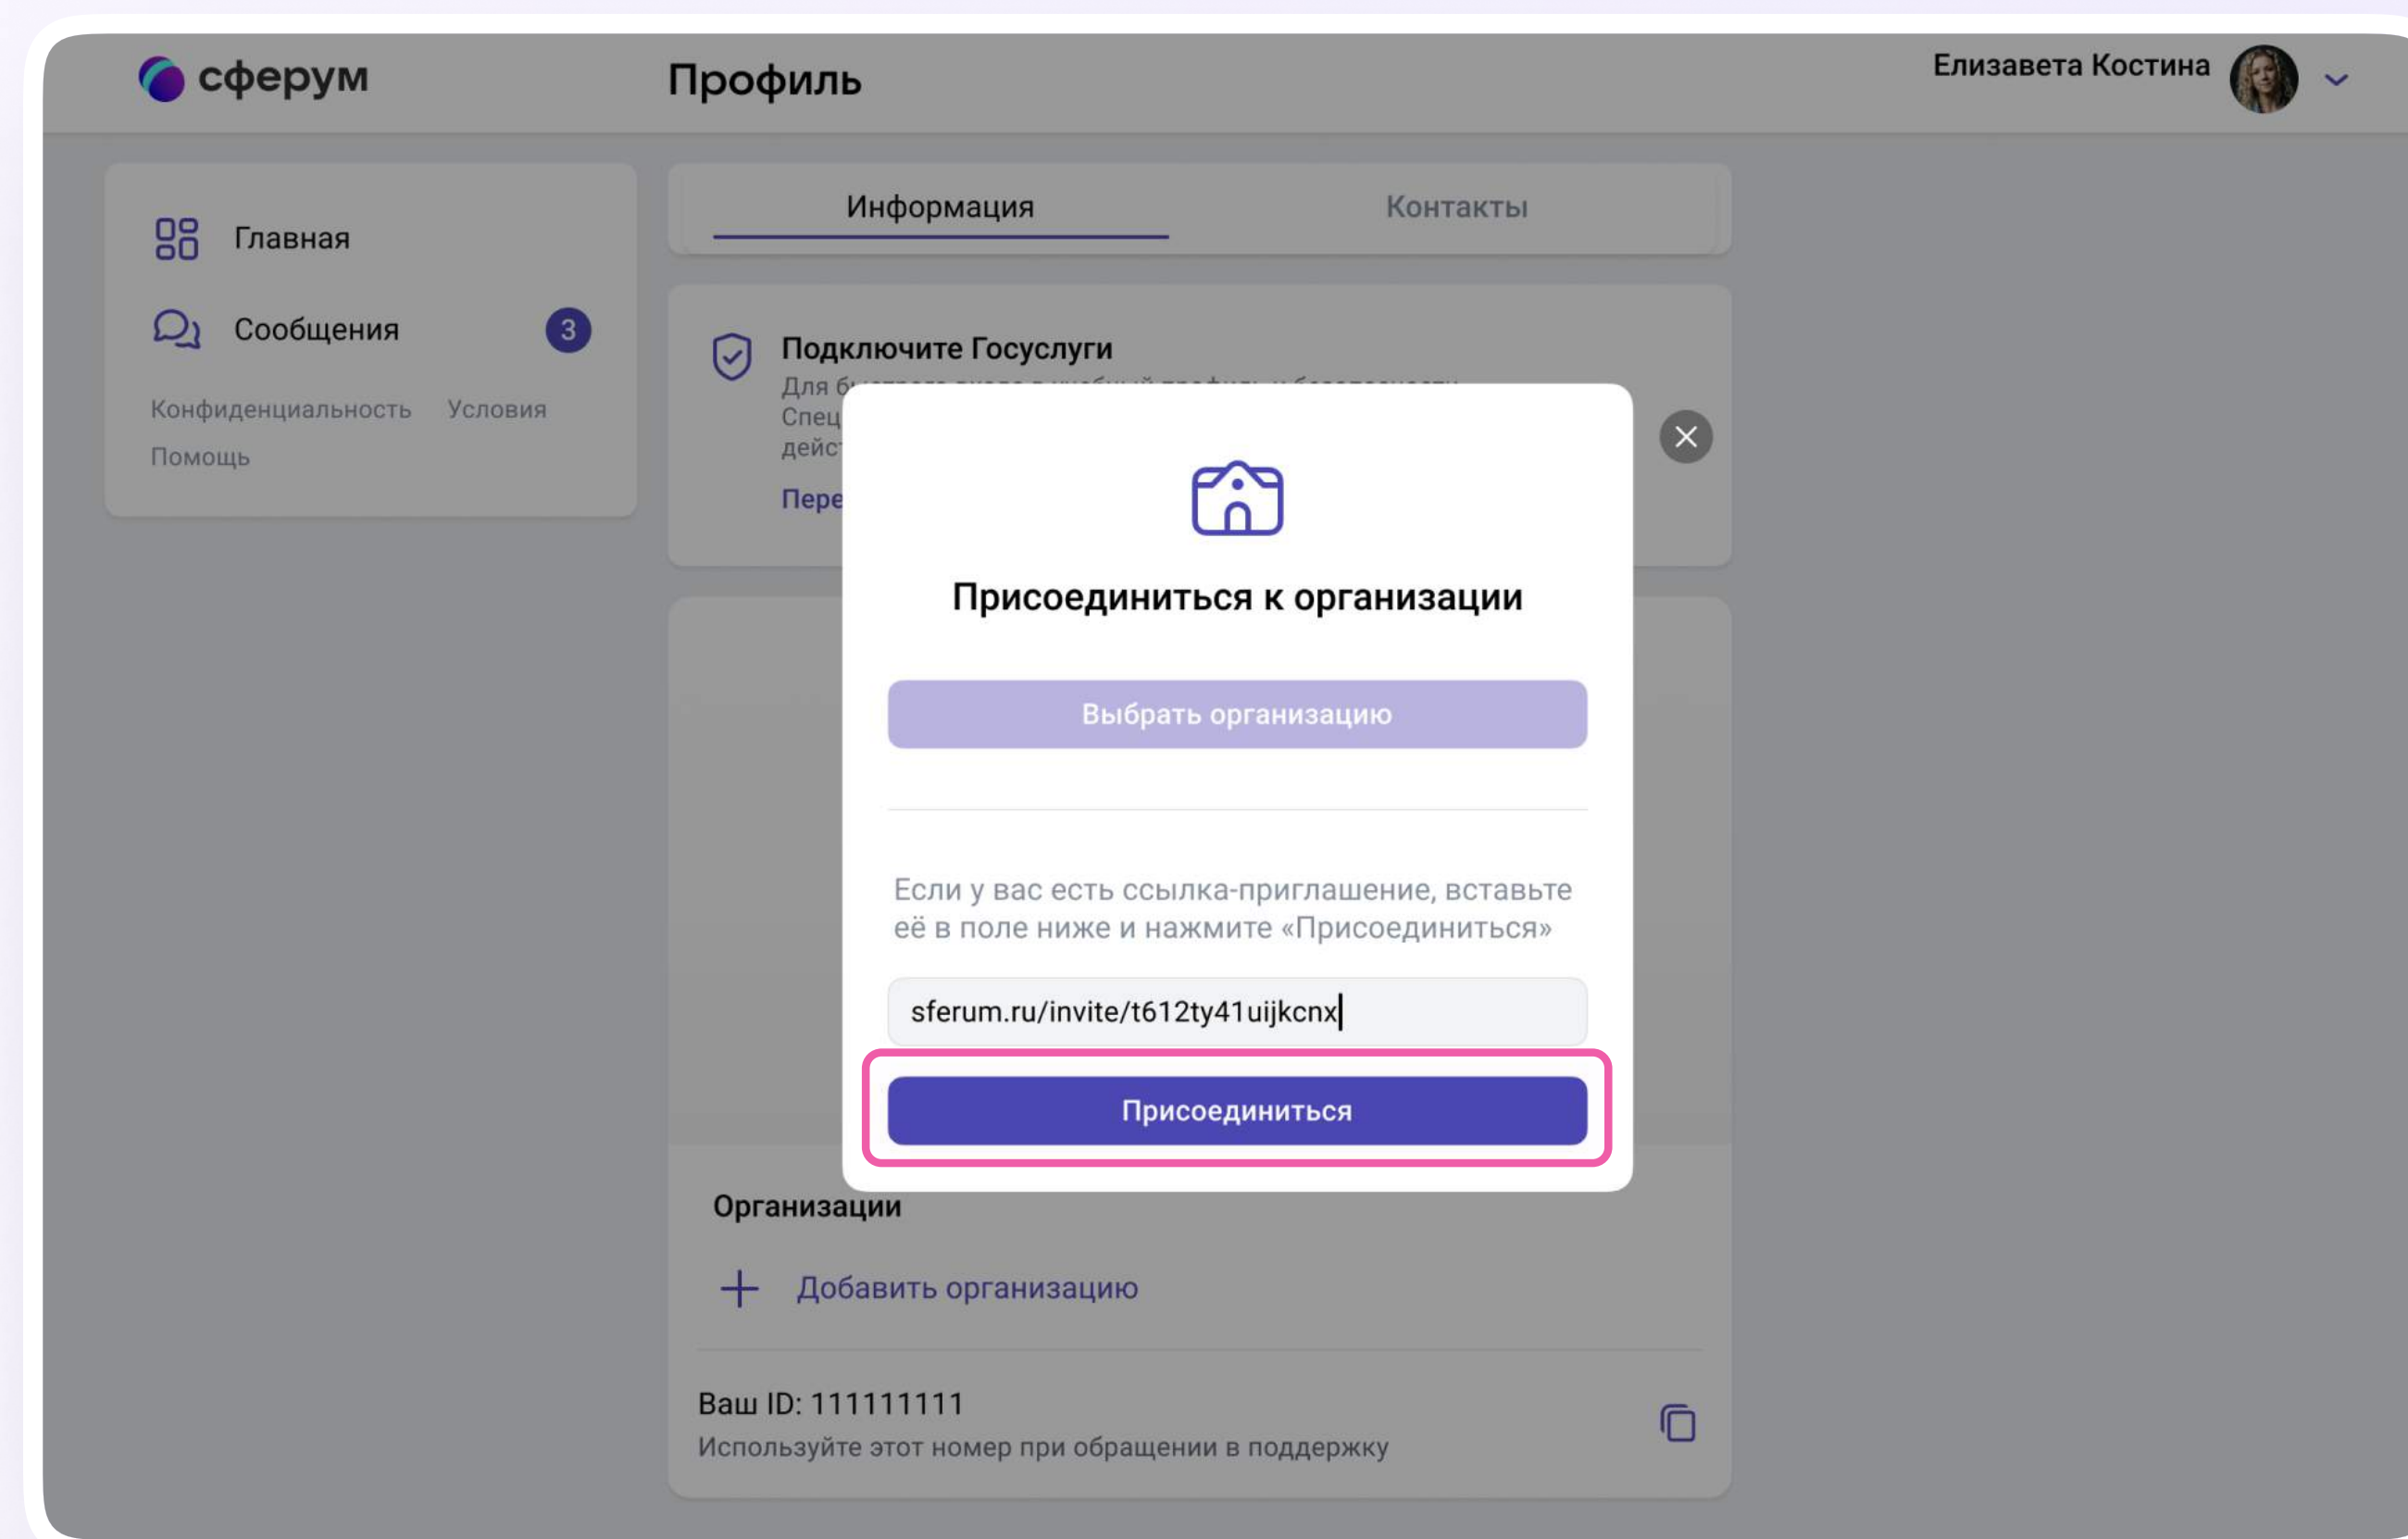 сферум
Профиль
Елизавета Костина
Главная
Сообщения 3
Конфиденциальность Условия
Помощь
Информация Контакты
Подключите Госуслуги
Для
Присоединиться к организации
Выбрать организацию
Если у вас есть ссылка-приглашение, вставьте
её в поле ниже и нажмите «Присоединиться»
sferum.ru/invite/t612ty41uijkcnx
Присоединиться
Организации
Добавить организацию
Ваш ID: 111111111
Используйте этот номер при обращении в поддержку